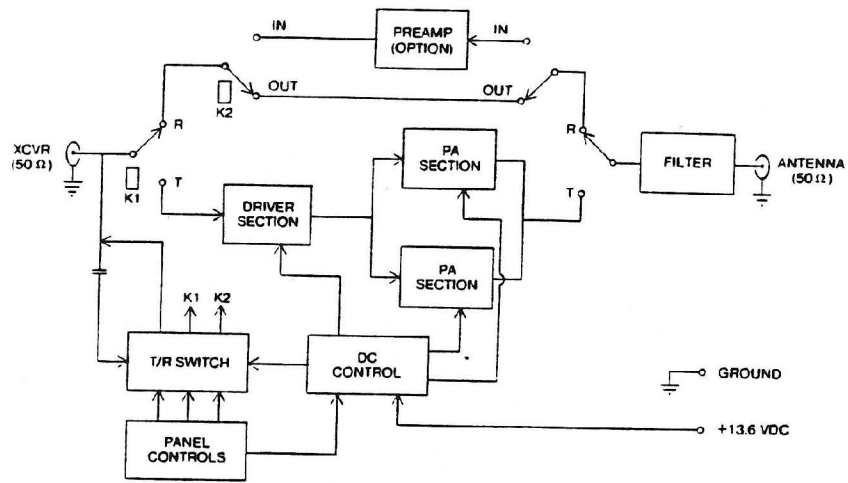 IN
PREAMP
(OPTION)
IN
OUT
OUT
K2
XCVR
(50 Ω)
R
R
K1
T
T
PA
SECTION
FILTER
ANTENNA
(50 Ω)
DRIVER
SECTION
PA
SECTION
K1
K2
T/R SWITCH
DC
CONTROL
GROUND
+13.6 VDC
PANEL
CONTROLS